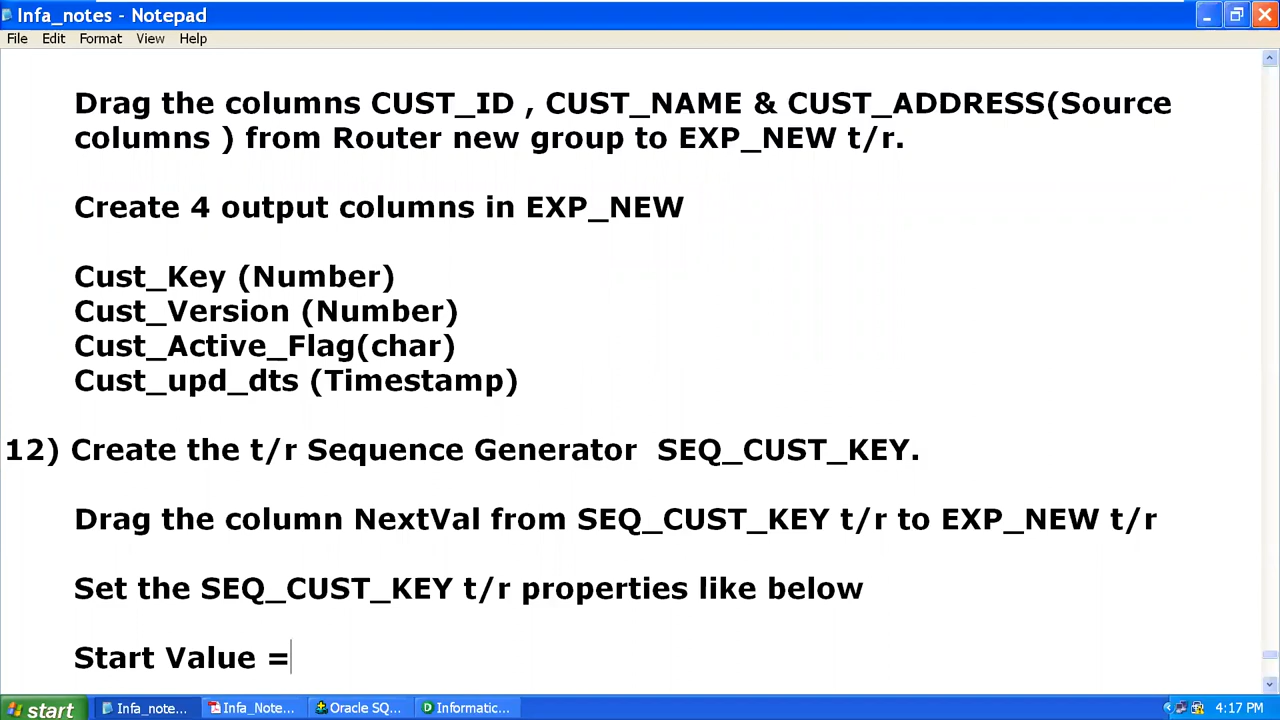 Infa_notes - Notepad
File Edit Format View Help
Drag the columns CUST_ID , CUST_NAME & CUST_ADDRESS(Source
columns ) from Router new group to EXP_NEW t/r.
Create 4 output columns in EXP_NEW
Cust_Key (Number)
Cust_Version (Number)
Cust_Active_Flag(char)
Cust_upd_dts (Timestamp)
12) Create the t/r Sequence Generator  SEQ_CUST_KEY.
Drag the column NextVal from SEQ_CUST_KEY t/r to EXP_NEW t/r
Set the SEQ_CUST_KEY t/r properties like below
Start Value =
start Infa_note... Infa_Note... Oracle SQ... Informatic... 4:17 PM